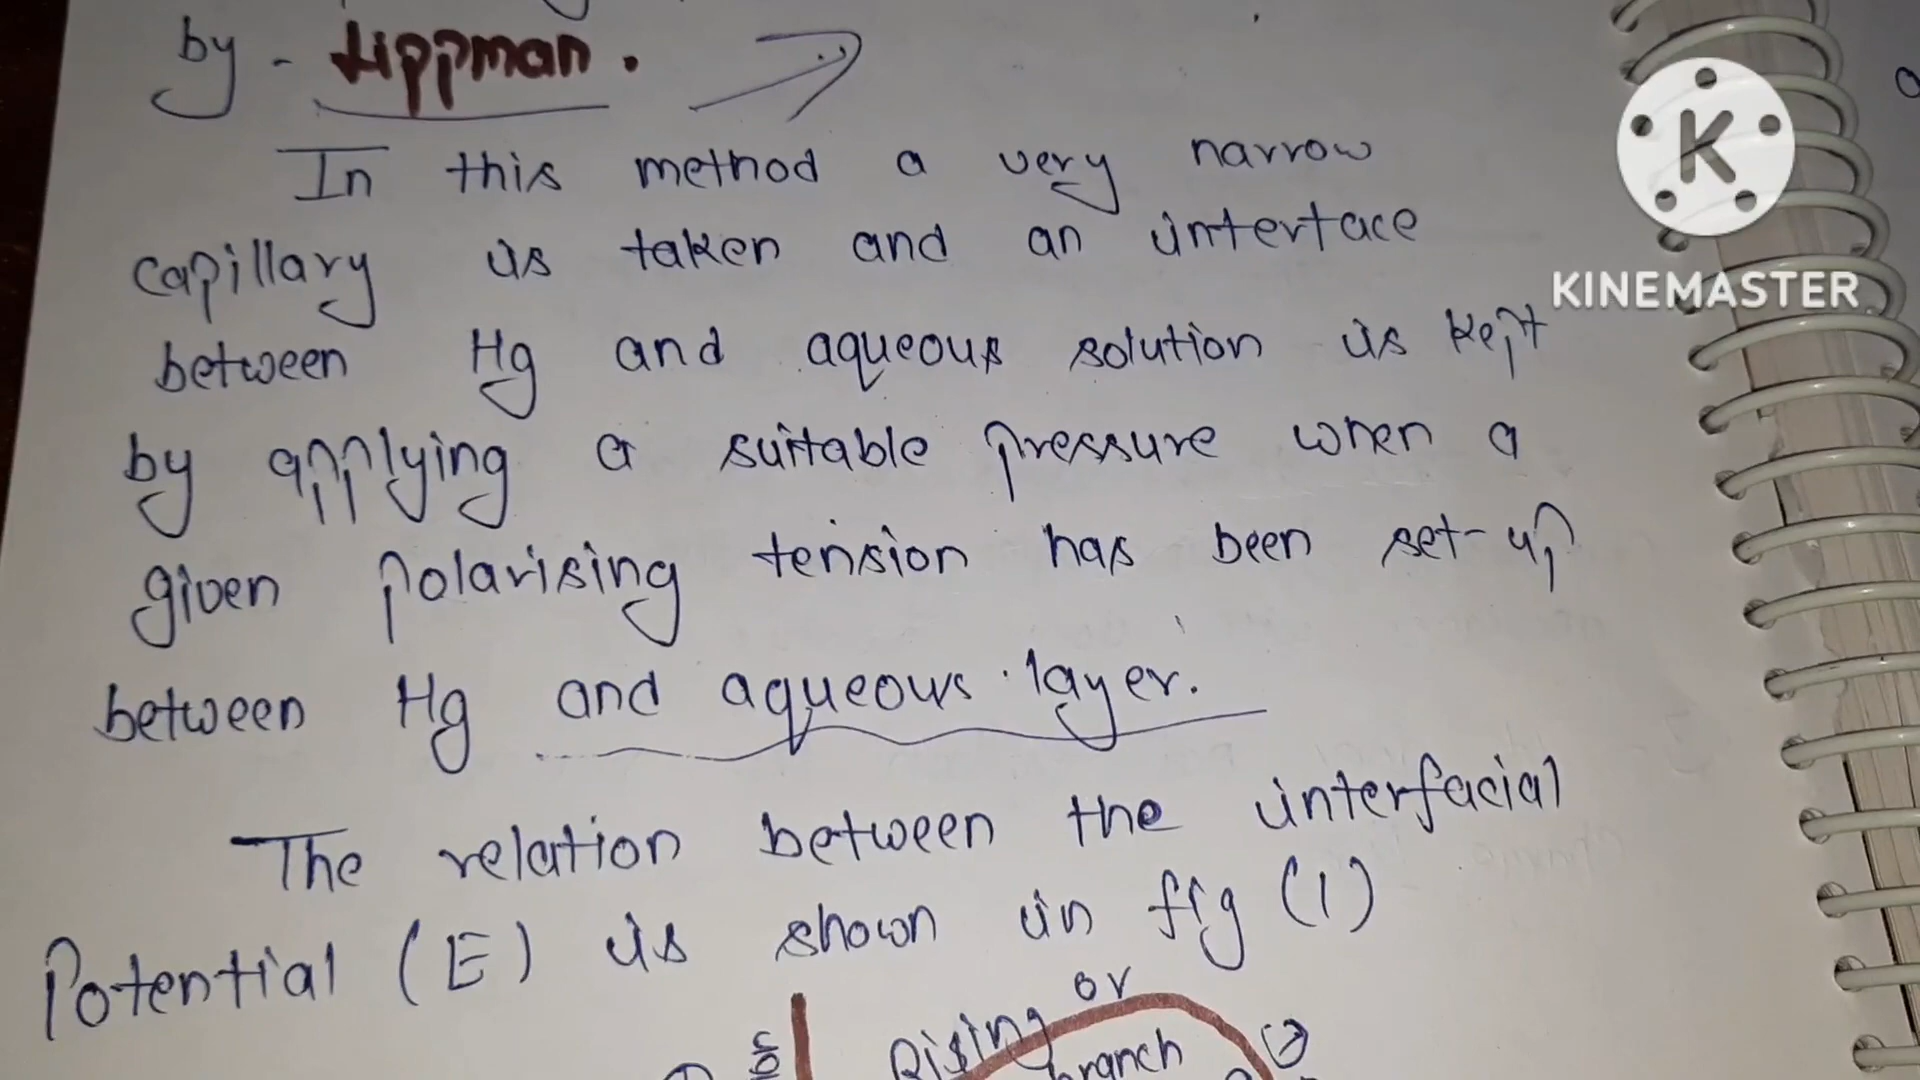 by - Lippman.
In this method a very narrow
capillary is taken and an interface
between Hg and aqueous solution is kept
by applying a suitable pressure when a
given polarising tension has been set-up
between Hg and aqueous layer.
The relation between the interfacial
Potential (E) is shown in fig (1)
or
Rising
branch
K
KINEMASTER